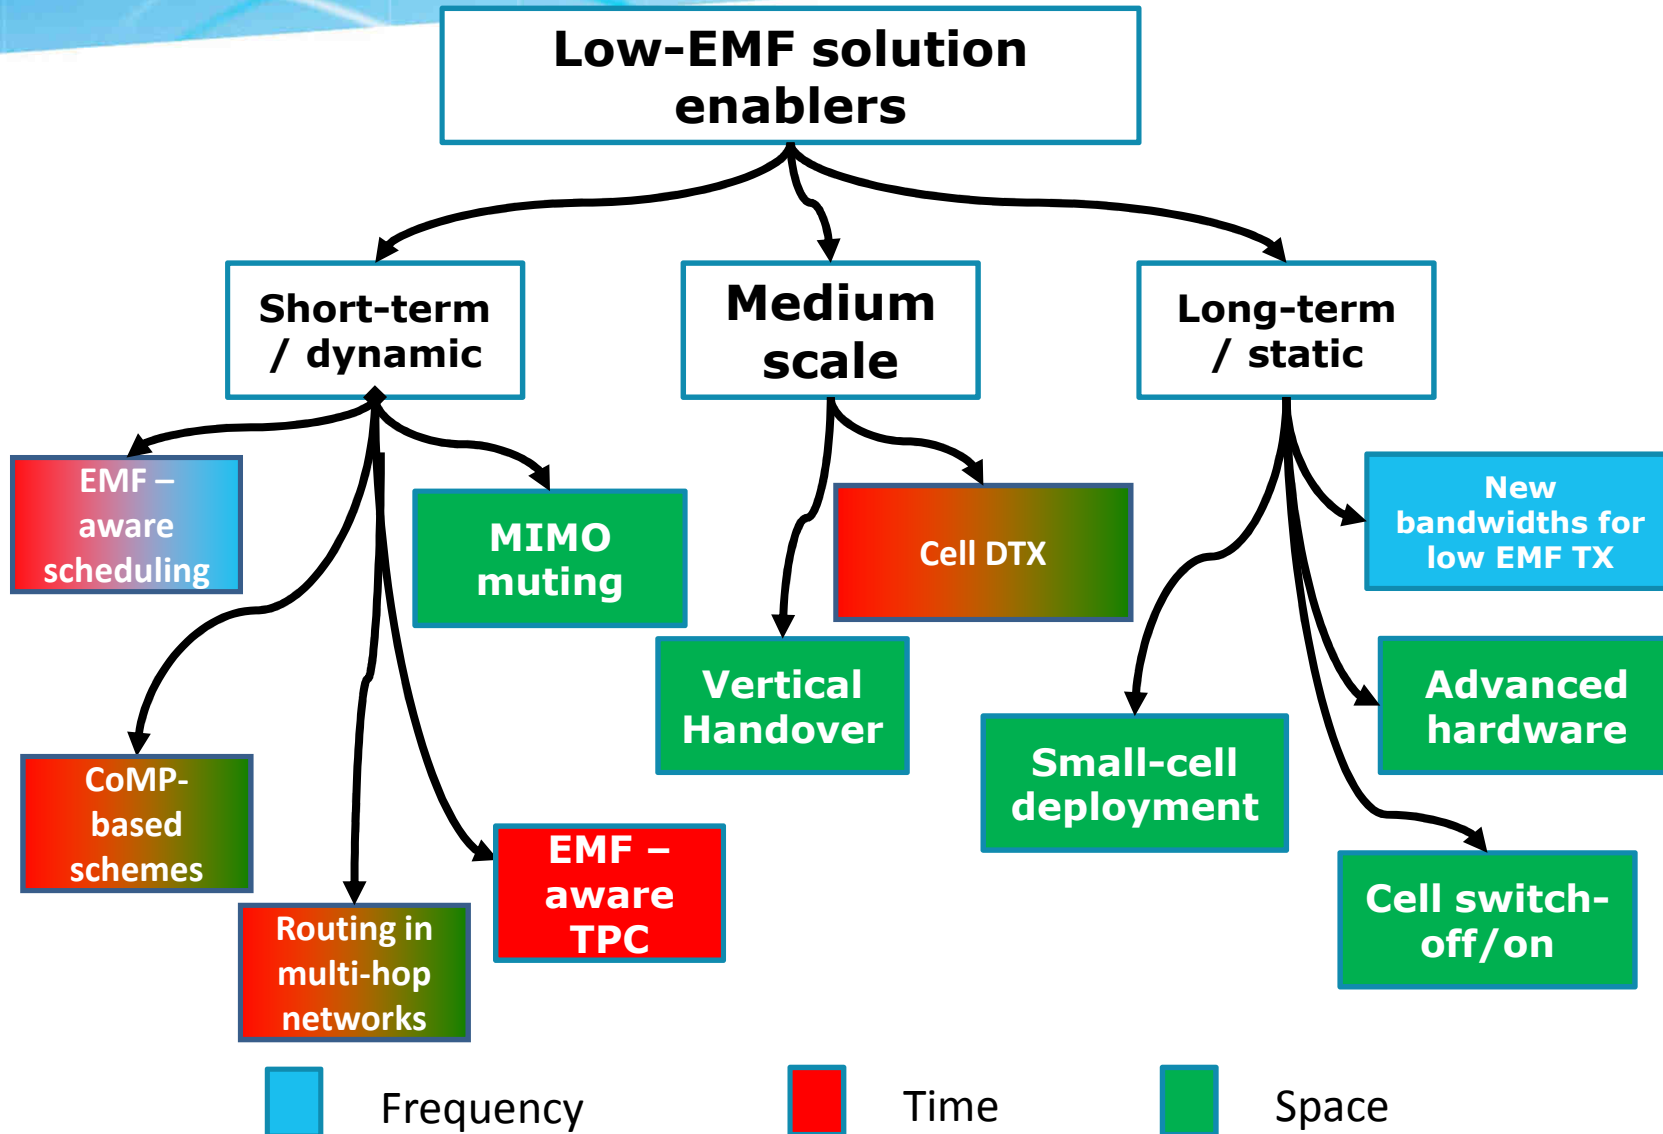 Low-EMF solution
enablers
Short-term
/ dynamic
Medium
scale
Long-term
/ static
EMF –
aware
scheduling
MIMO
muting
Cell DTX
New
bandwidths for
low EMF TX
Vertical
Handover
Advanced
hardware
Small-cell
deployment
CoMP-
based
schemes
EMF –
aware
TPC
Cell switch-
off/on
Routing in
multi-hop
networks
Frequency
Time
Space